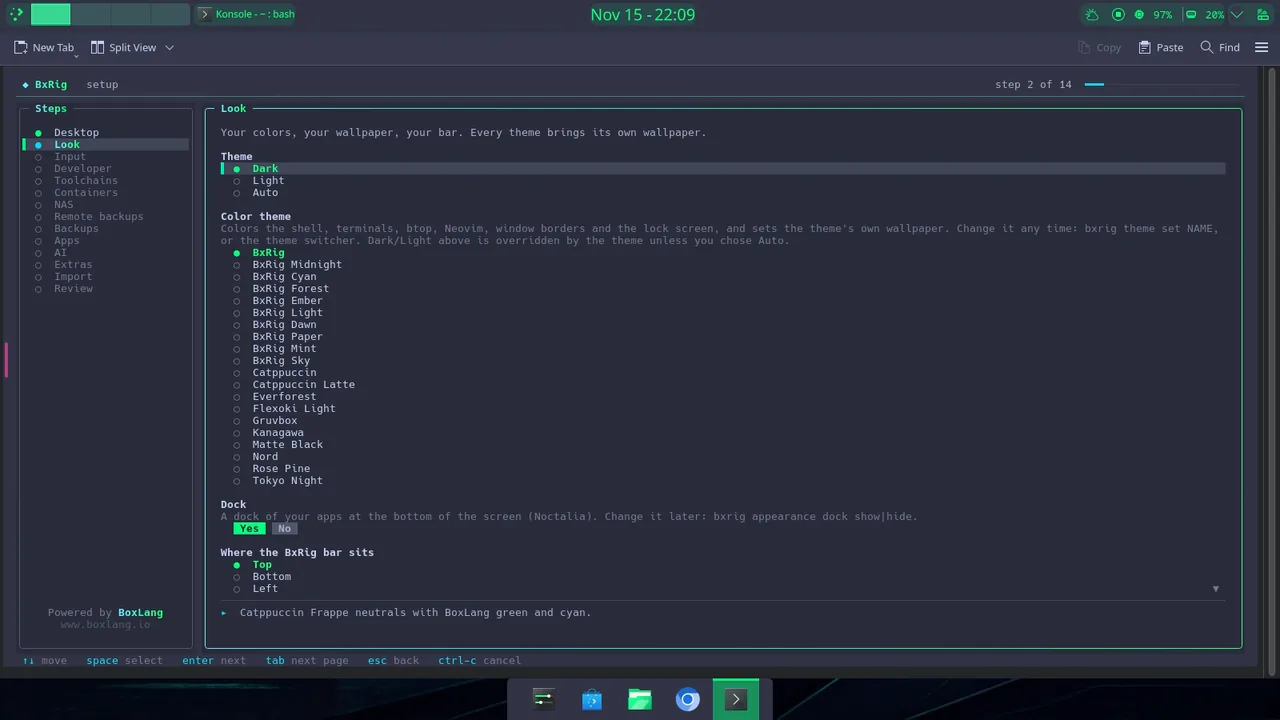 Konsole - ~ : bash
Nov 15 - 22:09
97%
20%
New Tab
Split View
Copy
Paste
Find
BxRig setup
step 2 of 14
Steps
Desktop
Look
Input
Developer
Toolchains
Containers
NAS
Remote backups
Backups
Apps
AI
Extras
Import
Review
Powered by BoxLang
www.boxlang.io
Look
Your colors, your wallpaper, your bar. Every theme brings its own wallpaper.
Theme
Dark
Light
Auto
Color theme
Colors the shell, terminals, btop, Neovim, window borders and the lock screen, and sets the theme's own wallpaper. Change it any time: bxrig theme set NAME,
or the theme switcher. Dark/Light above is overridden by the theme unless you chose Auto.
BxRig
BxRig Midnight
BxRig Cyan
BxRig Forest
BxRig Ember
BxRig Light
BxRig Dawn
BxRig Paper
BxRig Mint
BxRig Sky
Catppuccin
Catppuccin Latte
Everforest
Flexoki Light
Gruvbox
Kanagawa
Matte Black
Nord
Rose Pine
Tokyo Night
Dock
A dock of your apps at the bottom of the screen (Noctalia). Change it later: bxrig appearance dock show|hide.
Yes No
Where the BxRig bar sits
Top
Bottom
Left
Catppuccin Frappe neutrals with BoxLang green and cyan.
↑↓ move space select enter next tab next page esc back ctrl-c cancel